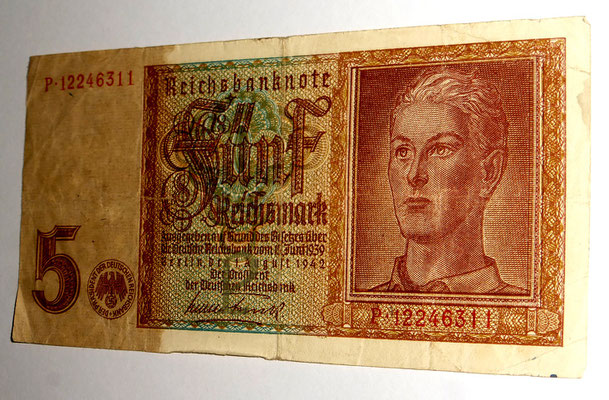 P·12246311
Reichsbanknote
Fünf
Reichsmark
Ausgegeben auf Grund des Gesetzes über
die Deutsche Reichsbank vom 15. Juni 1939
Berlin, den 1. August 1942
Der Präsident
der Deutschen Reichsbank
5
P·12246311